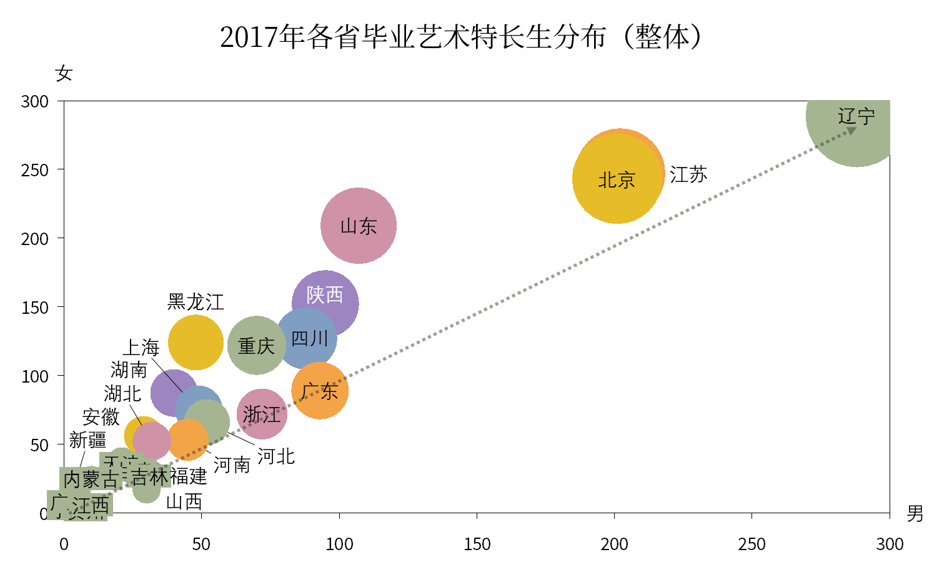 2017年各省毕业艺术特长生分布（整体）
女
300
250
200
150
100
50
0
辽宁
北京
江苏
山东
陕西
黑龙江
四川
重庆
上海
湖南
广东
湖北
浙江
安徽
新疆
河北
河南
内蒙古
吉林
福建
山西
江西
男
0
50
100
150
200
250
300